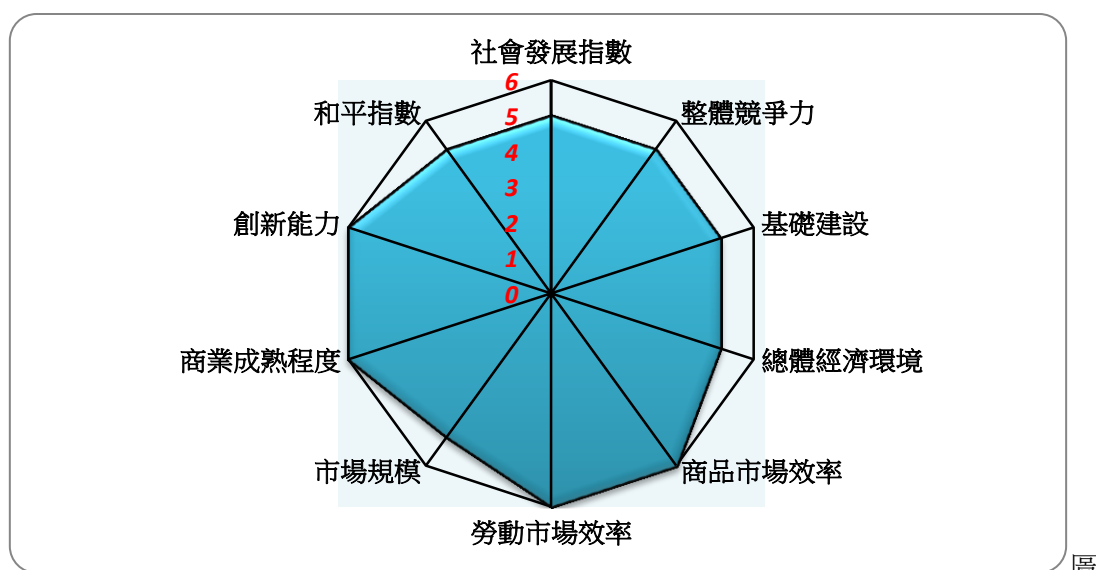 社會發展指數
6
和平指數
整體競爭力
5
4
3
創新能力
2
基礎建設
1
0
商業成熟程度
總體經濟環境
市場規模
商品市場效率
勞動市場效率